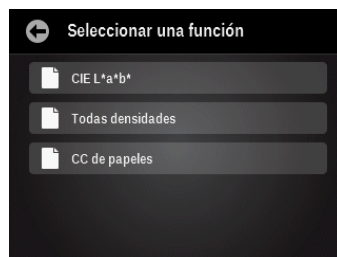 Seleccionar una función
CIE L*a*b*
Todas densidades
CC de papeles